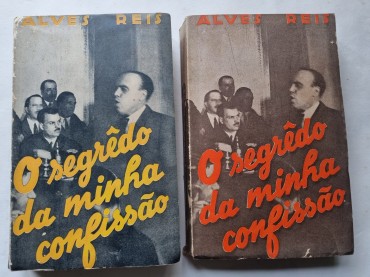 ALVES REIS
O segrêdo
da minha
confissão
ALVES REIS
O segrêdo
da minha
confissão